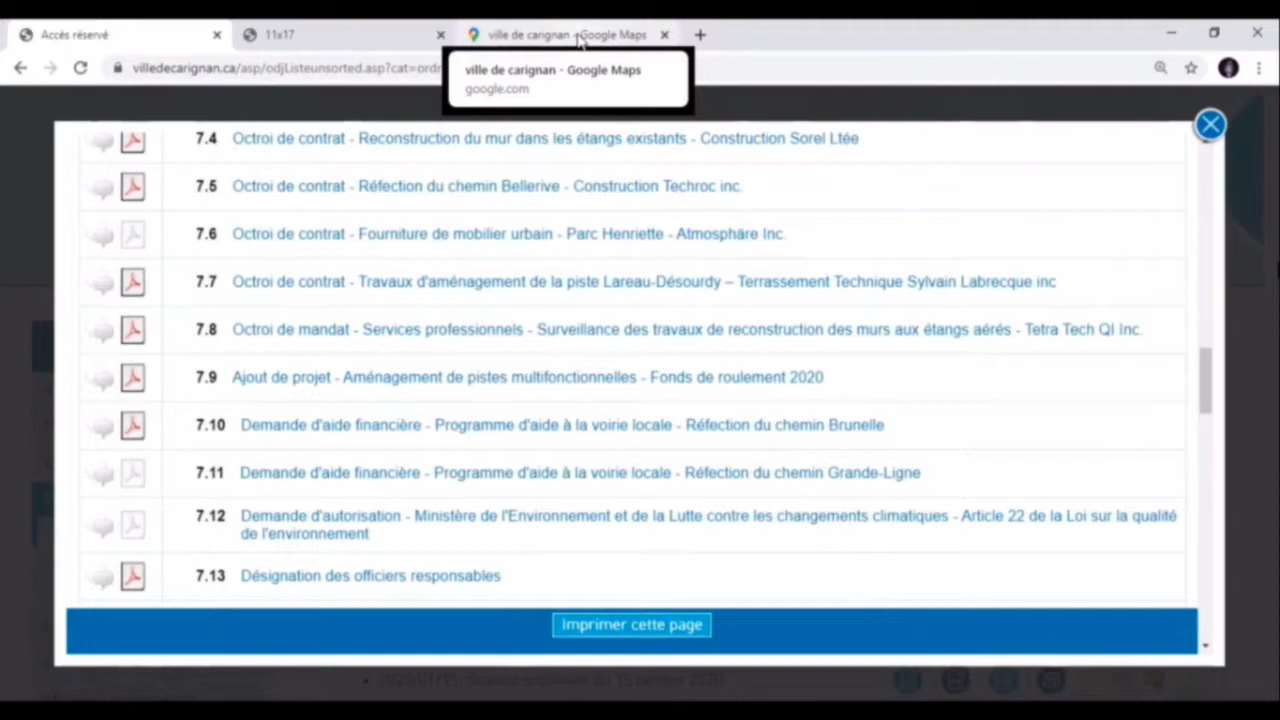 Accès réservé
11x17
ville de carignan - Google Maps
villedecarignan.ca/asp/odjListeunsorted.asp?cat=ordr
ville de carignan - Google Maps
google.com
7.4 Octroi de contrat - Reconstruction du mur dans les étangs existants - Construction Sorel Ltée
7.5 Octroi de contrat - Réfection du chemin Bellerive - Construction Techroc inc.
7.6 Octroi de contrat - Fourniture de mobilier urbain - Parc Henriette - Atmosphäre Inc.
7.7 Octroi de contrat - Travaux d'aménagement de la piste Lareau-Désourdy – Terrassement Technique Sylvain Labrecque inc
7.8 Octroi de mandat - Services professionnels - Surveillance des travaux de reconstruction des murs aux étangs aérés - Tetra Tech QI Inc.
7.9 Ajout de projet - Aménagement de pistes multifonctionnelles - Fonds de roulement 2020
7.10 Demande d'aide financière - Programme d'aide à la voirie locale - Réfection du chemin Brunelle
7.11 Demande d'aide financière - Programme d'aide à la voirie locale - Réfection du chemin Grande-Ligne
7.12 Demande d'autorisation - Ministère de l'Environnement et de la Lutte contre les changements climatiques - Article 22 de la Loi sur la qualité
de l'environnement
7.13 Désignation des officiers responsables
Imprimer cette page